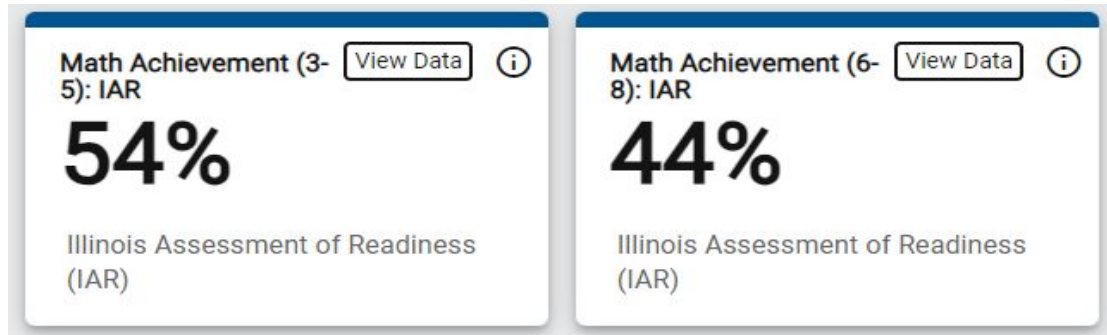 Math Achievement (3-
5): IAR
View Data
54%
Illinois Assessment of Readiness
(IAR)
Math Achievement (6-
8): IAR
View Data
44%
Illinois Assessment of Readiness
(IAR)